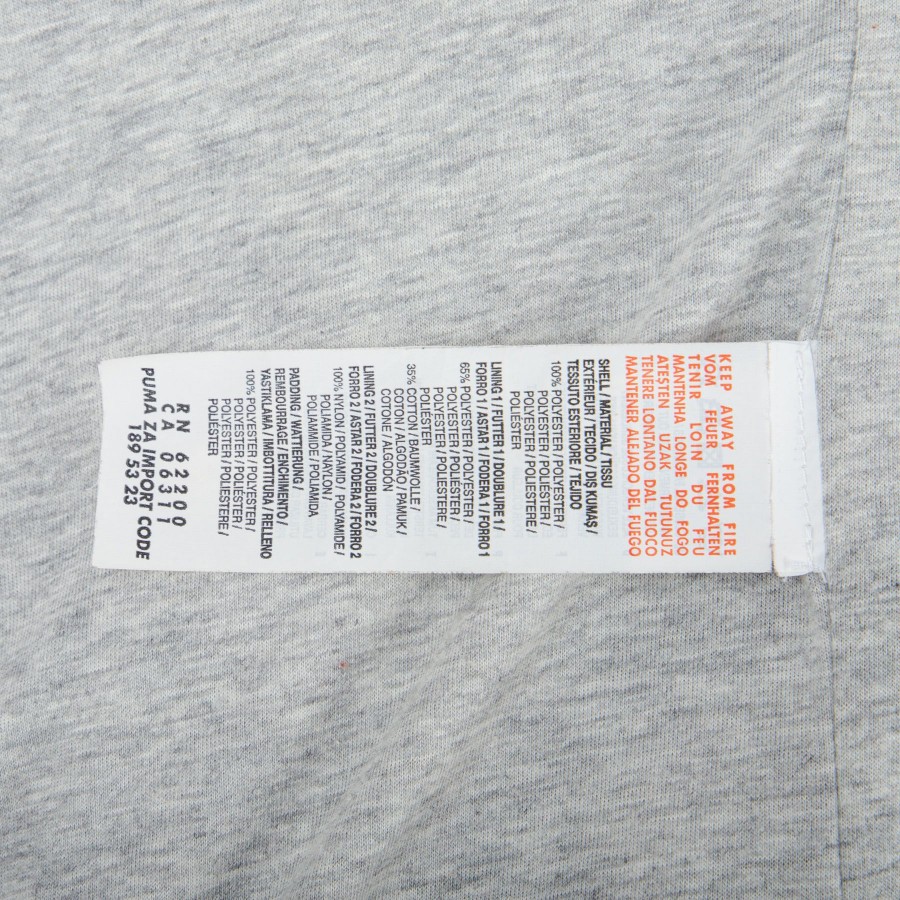 KEEP AWAY FROM FIRE
VOM FEUER FERNHALTEN
TENIR LOIN DU FEU
MANTENHA LONGE DO FOGO
ATEŞTEN UZAK TUTUNUZ
TENERE LONTANO DAL FUOCO
MANTENER ALEJADO DEL FUEGO
SHELL / MATERIAL / TISSU
EXTÉRIEUR / TECIDO / DIŞ KUMAŞ /
TESSUTO ESTERIORE / TEJIDO
100% POLYESTER / POLYESTER /
POLYESTER / POLIÉSTER /
POLYESTER / POLIESTERE /
POLIÉSTER
LINING 1 / FUTTER 1 / DOUBLURE 1 /
FORRO 1 / ASTAR 1 / FODERA 1 / FORRO 1
65% POLYESTER / POLYESTER /
POLYESTER / POLIÉSTER /
POLYESTER / POLIESTERE /
POLIÉSTER
35% COTTON / BAUMWOLLE /
COTON / ALGODAO / PAMUK /
COTONE / ALGODÓN
LINING 2 / FUTTER 2 / DOUBLURE 2 /
FORRO 2 / ASTAR 2 / FODERA 2 / FORRO 2
100% NYLON / POLYAMID / POLYAMIDE /
POLIAMIDA / NAYLON /
POLIAMMIDE / POLIAMIDA
PADDING / WATTIERUNG /
REMBOURRAGE / ENCHIMENTO /
YASTIKLAMA / IMBOTTITURA / RELLENO
100% POLYESTER / POLYESTER /
POLYESTER / POLIÉSTER /
POLYESTER / POLIESTERE /
POLIÉSTER
RN 62200
CA 06311
PUMA ZA IMPORT CODE
189 53 23